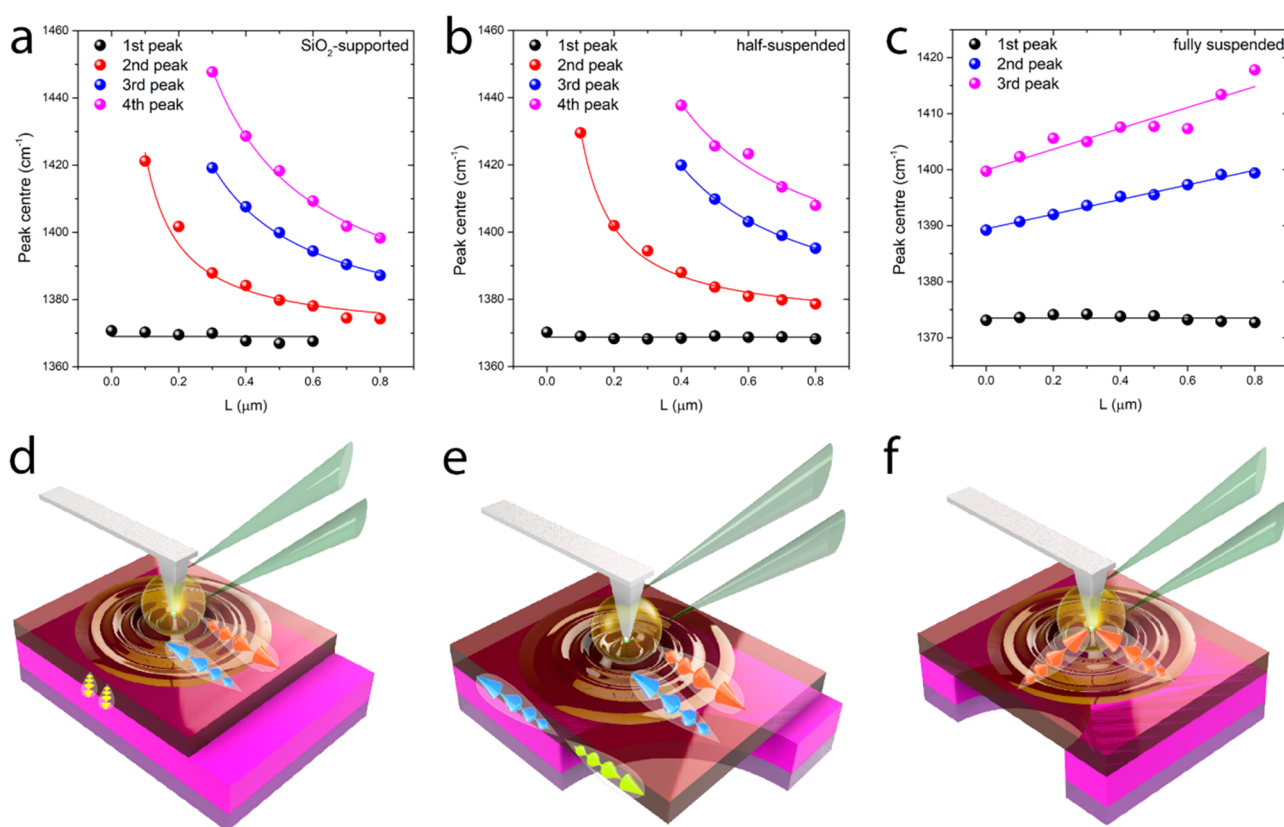 a
SiO2-supported
1st peak
2nd peak
3rd peak
4th peak
Peak centre (cm-1)
1460
1440
1420
1400
1380
1360
0.0 0.2 0.4 0.6 0.8
L (μm)
b
half-suspended
1st peak
2nd peak
3rd peak
4th peak
Peak centre (cm-1)
1460
1440
1420
1400
1380
1360
0.0 0.2 0.4 0.6 0.8
L (μm)
c
fully suspended
1st peak
2nd peak
3rd peak
Peak centre (cm-1)
1420
1410
1400
1390
1380
1370
0.0 0.2 0.4 0.6 0.8
L (μm)
d
e
f